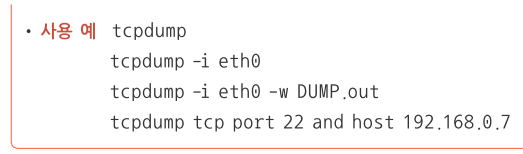 • 사용 예 tcpdump
tcpdump -i eth0
tcpdump -i eth0 -w DUMP.out
tcpdump tcp port 22 and host 192.168.0.7